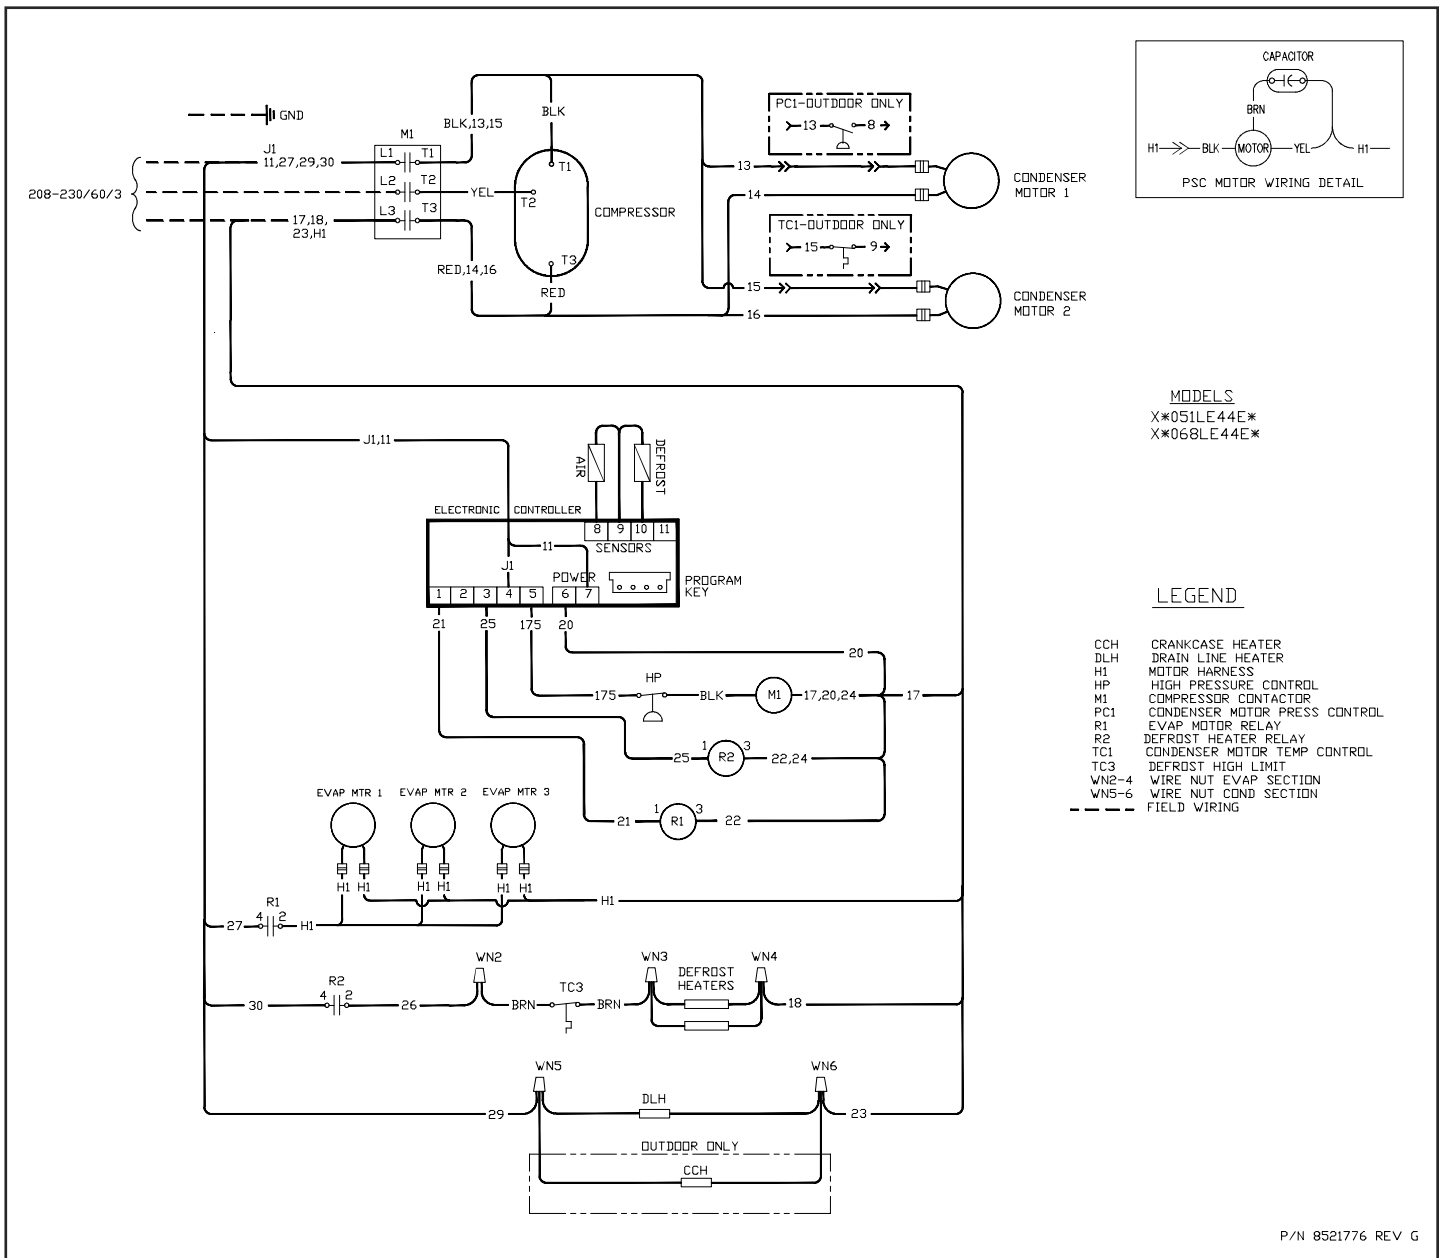 GND
J1
11,27,29,30
208-230/60/3
17,18,
23,H1
M1
L1 T1
L2 T2
L3 T3
BLK,13,15
BLK
YEL
RED,14,16
RED
T1
T2
T3
COMPRESSOR
PC1-OUTDOOR ONLY
13 8
13
14
CONDENSER
MOTOR 1
TC1-OUTDOOR ONLY
15 9
15
16
CONDENSER
MOTOR 2
CAPACITOR
BRN
H1 BLK MOTOR YEL H1
PSC MOTOR WIRING DETAIL
MODELS
X*051LE44E*
X*068LE44E*
J1,11
AIR
DEFROST
ELECTRONIC CONTROLLER
8 9 10 11
SENSORS
11
J1
POWER
PROGRAM
KEY
1 2 3 4 5 6 7
21 25 175 20
20
HP
175 BLK M1 17,20,24 17
25 1 R2 3 22,24
21 1 R1 3 22
EVAP MTR 1 EVAP MTR 2 EVAP MTR 3
H1 H1 H1 H1 H1 H1
H1
R1
27 4 2 H1
R2
30 4 2 26
WN2
BRN TC3 BRN
WN3
DEFROST
HEATERS
WN4
18
WN5
WN6
29
DLH
23
OUTDOOR ONLY
CCH
LEGEND
CCH CRANKCASE HEATER
DLH DRAIN LINE HEATER
H1 MOTOR HARNESS
HP HIGH PRESSURE CONTROL
M1 COMPRESSOR CONTACTOR
PC1 CONDENSER MOTOR PRESS CONTROL
R1 EVAP MOTOR RELAY
R2 DEFROST HEATER RELAY
TC1 CONDENSER MOTOR TEMP CONTROL
TC3 DEFROST HIGH LIMIT
WN2-4 WIRE NUT EVAP SECTION
WN5-6 WIRE NUT COND SECTION
FIELD WIRING
P/N 8521776 REV G